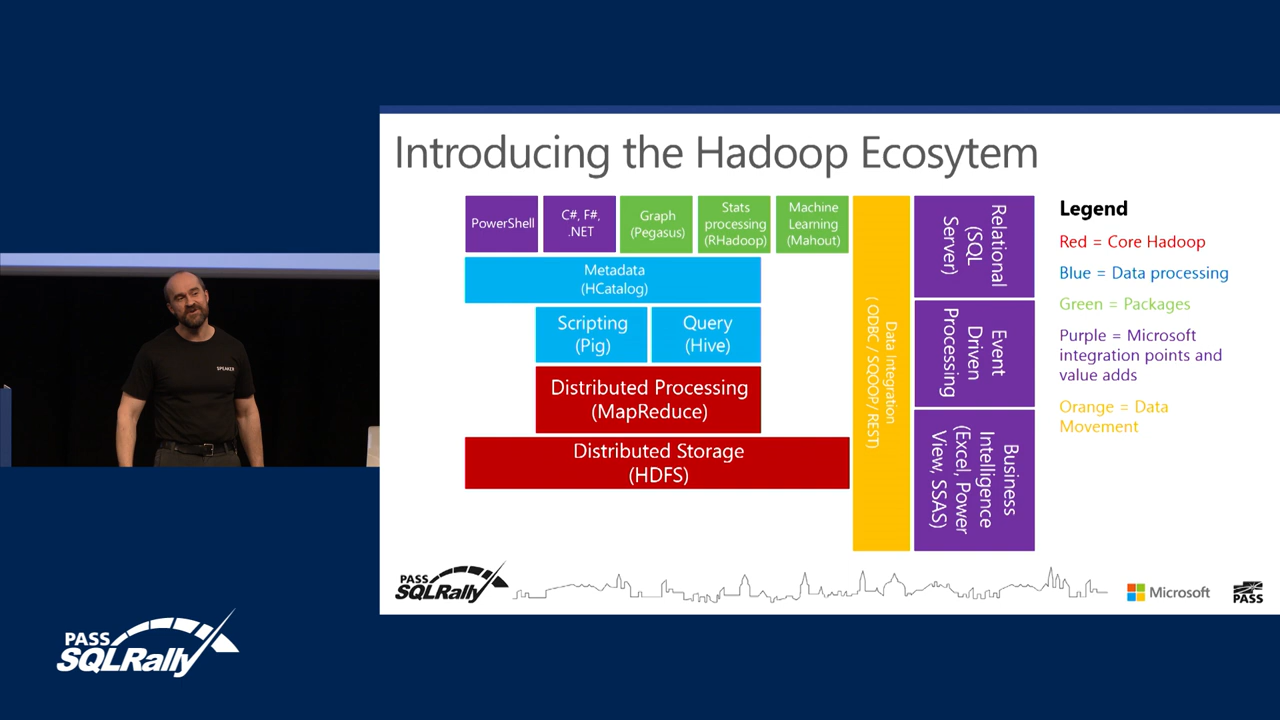 Introducing the Hadoop Ecosytem
PowerShell
C#, F#,
.NET
Graph
(Pegasus)
Stats
processing
(RHadoop)
Machine
Learning
(Mahout)
Metadata
(HCatalog)
Scripting
(Pig)
Query
(Hive)
Distributed Processing
(MapReduce)
Distributed Storage
(HDFS)
Data Integration
( ODBC / SQOOP/ REST)
Relational
(SQL
Server)
Event
Driven
Processing
Business
Intelligence
(Excel, Power
View, SSAS)
Legend
Red = Core Hadoop
Blue = Data processing
Green = Packages
Purple = Microsoft
integration points and
value adds
Orange = Data
Movement
SPEAKER
PASS
SQLRally
Microsoft
PASS
PASS
SQLRally